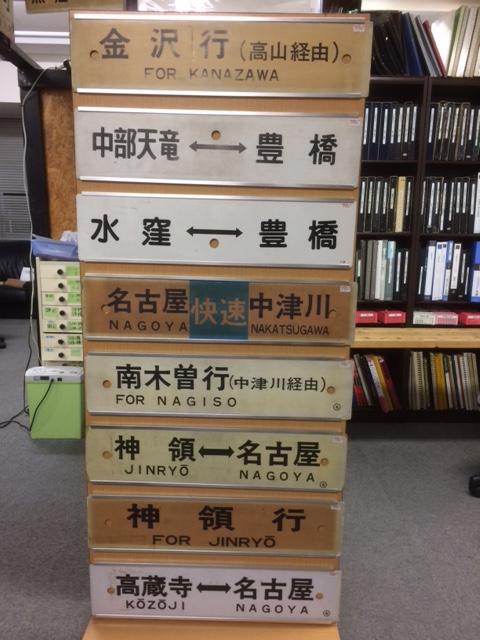 金沢行(高山経由)
FOR KANAZAWA
中部天竜 ⟷ 豊橋
水窪 ⟷ 豊橋
名古屋 快速 中津川
NAGOYA NAKATSUGAWA
南木曽行(中津川経由)
FOR NAGISO
神領⟷名古屋
JINRYŌ NAGOYA
神領行
FOR JINRYŌ
高蔵寺⟷名古屋
KŌZŌJI NAGOYA